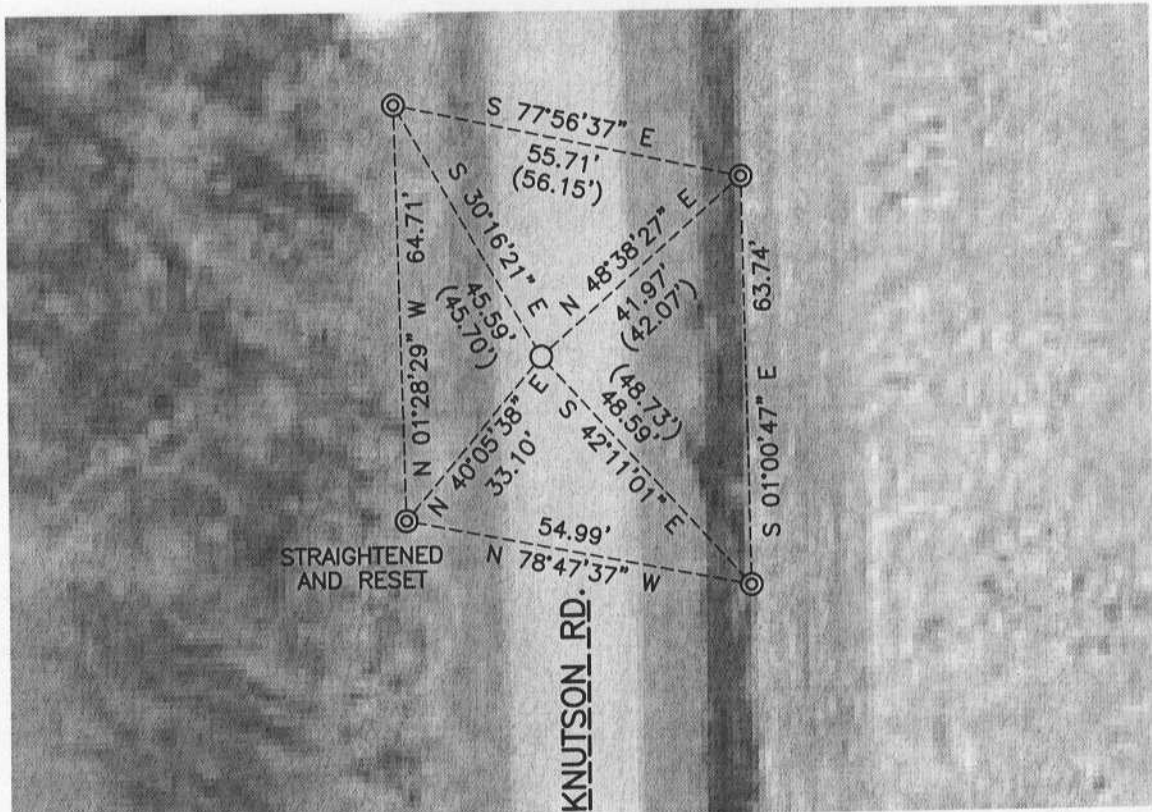 S 77°56'37" E
55.71'
(56.15')
S 30°16'21" E
45.59'
(45.70')
N 48°38'27" E
41.97'
(42.07')
N 01°28'29" W 64.71'
63.74'
S 01°00'47" E
(48.73')
48.59'
S 42°11'01" E
N 40°05'38" E
33.10'
STRAIGHTENED
AND RESET
54.99'
N 78°47'37" W
KNUTSON RD.